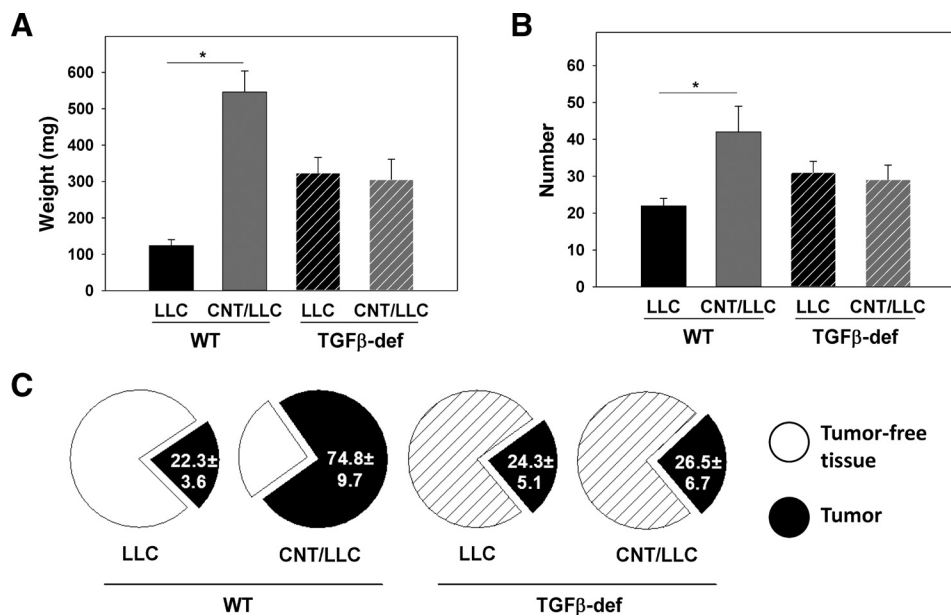 A
Weight (mg)
600
500
400
300
200
100
0
*
LLC CNT/LLC LLC CNT/LLC
WT TGFβ-def
B
Number
60
50
40
30
20
10
0
*
LLC CNT/LLC LLC CNT/LLC
WT TGFβ-def
C
22.3±
3.6
74.8±
9.7
24.3±
5.1
26.5±
6.7
LLC CNT/LLC LLC CNT/LLC
WT TGFβ-def
Tumor-free
tissue
Tumor